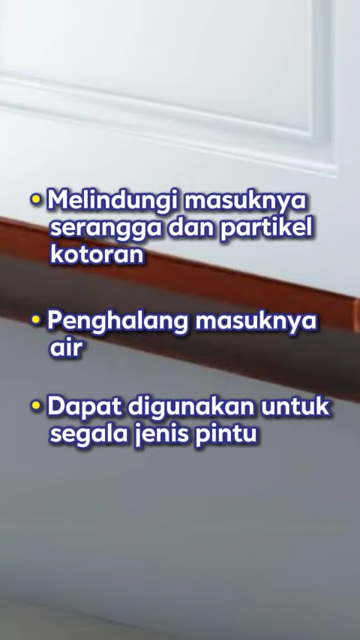 • Melindungi masuknya
serangga dan partikel
kotoran
• Penghalang masuknya
air
• Dapat digunakan untuk
segala jenis pintu